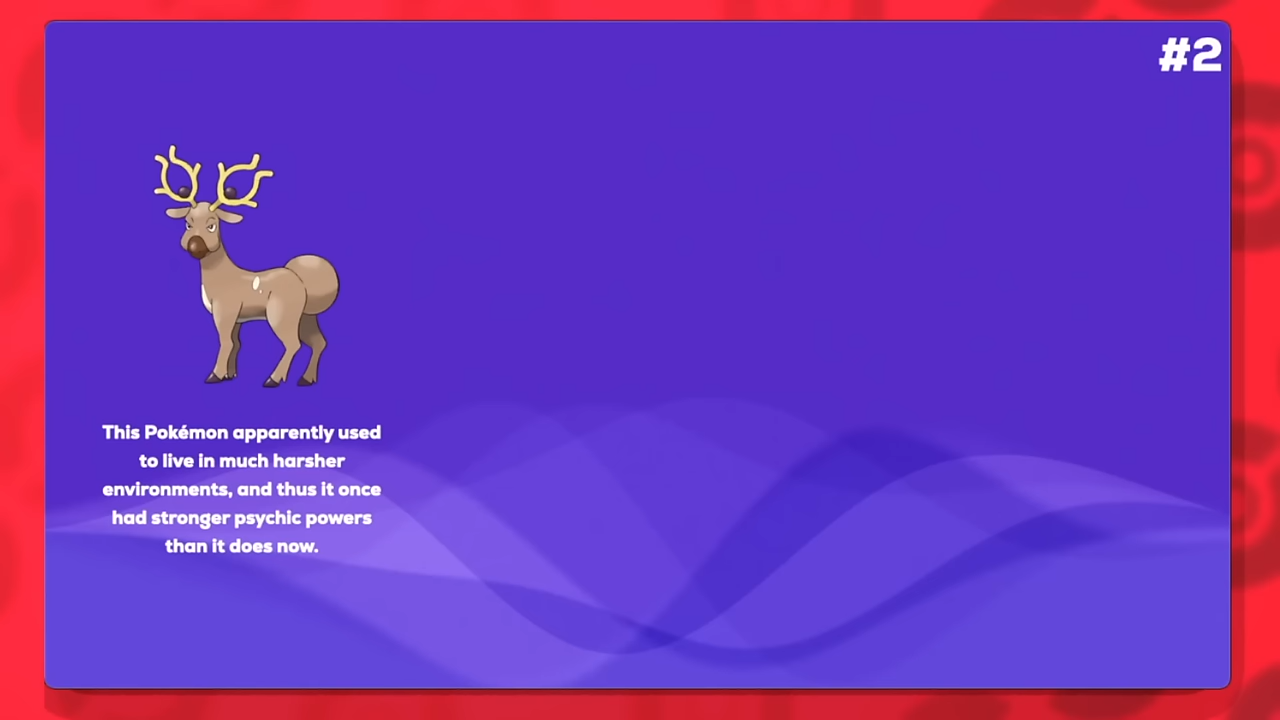 #2
This Pokémon apparently used
to live in much harsher
environments, and thus it once
had stronger psychic powers
than it does now.